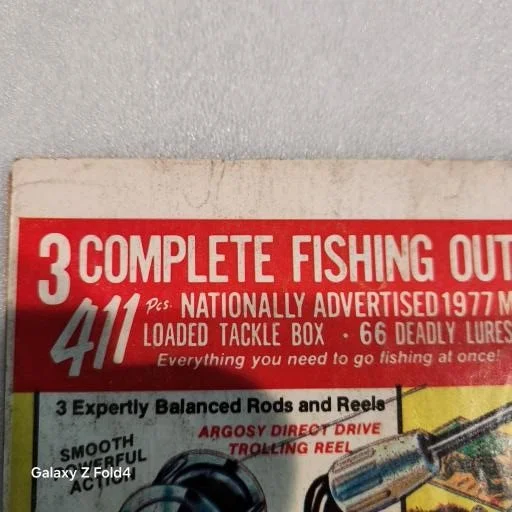 3 COMPLETE FISHING OUT
411 Pcs. NATIONALLY ADVERTISED 1977 M
LOADED TACKLE BOX · 66 DEADLY LURES
Everything you need to go fishing at once!
3 Expertly Balanced Rods and Reels
ARGOSY DIRECT DRIVE
TROLLING REEL
SMOOTH
POWERFUL
ACTION
Galaxy Z Fold4